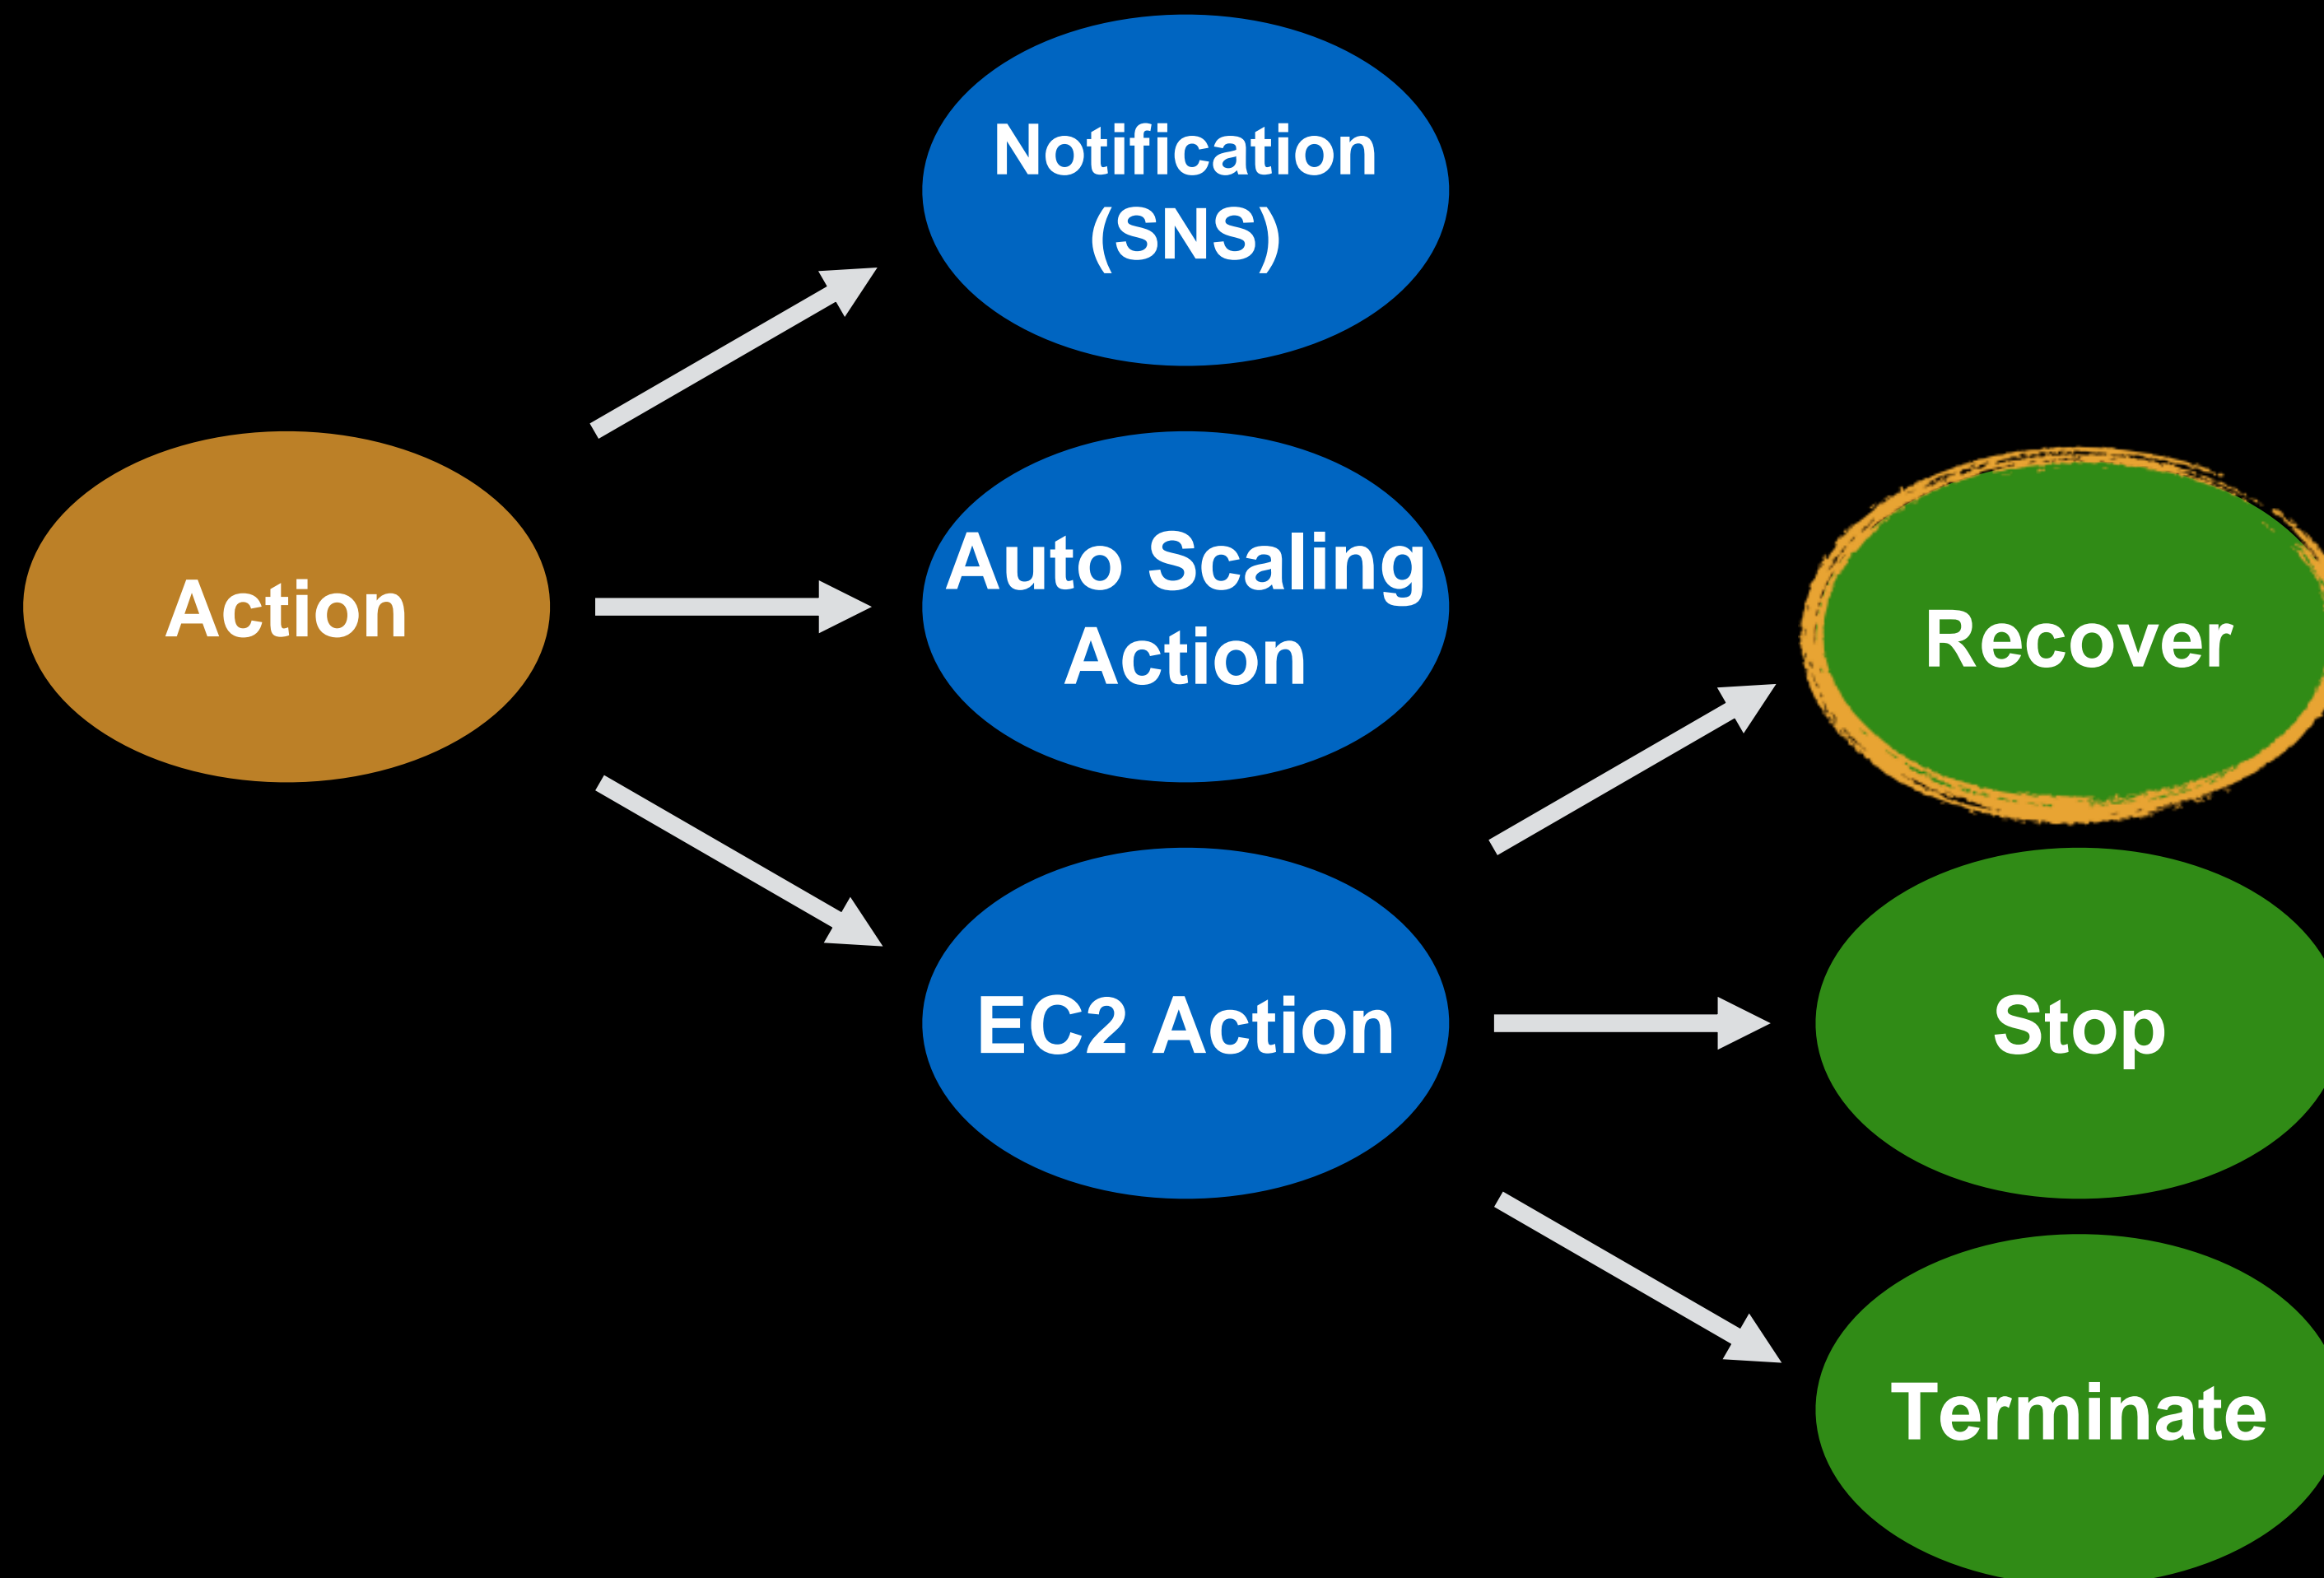 Notification
(SNS)
Action
Auto Scaling
Action
Recover
EC2 Action
Stop
Terminate